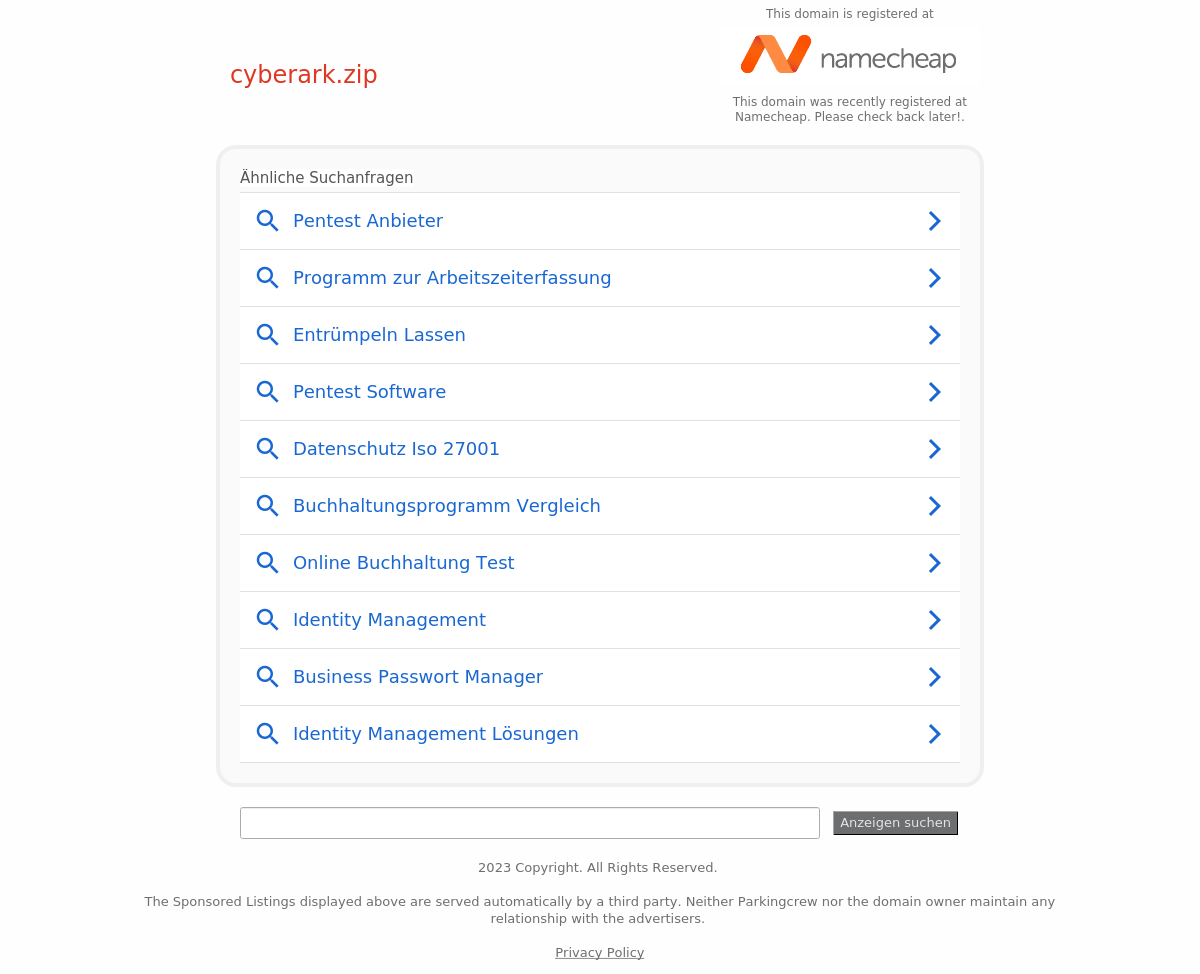 This domain is registered at
namecheap
cyberark.zip
This domain was recently registered at
Namecheap. Please check back later!.
Ähnliche Suchanfragen
Pentest Anbieter
Programm zur Arbeitszeiterfassung
Entrümpeln Lassen
Pentest Software
Datenschutz Iso 27001
Buchhaltungsprogramm Vergleich
Online Buchhaltung Test
Identity Management
Business Passwort Manager
Identity Management Lösungen
Anzeigen suchen
2023 Copyright. All Rights Reserved.
The Sponsored Listings displayed above are served automatically by a third party. Neither Parkingcrew nor the domain owner maintain any
relationship with the advertisers.
Privacy Policy